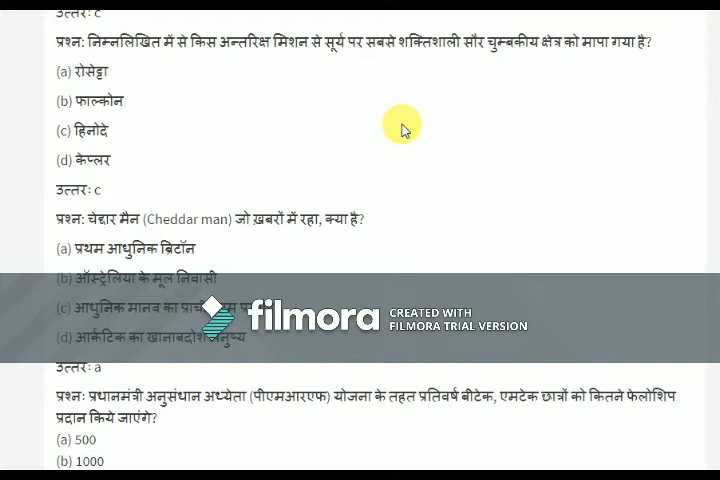 उत्तरः c
प्रश्न: निम्नलिखित में से किस अन्तरिक्ष मिशन से सूर्य पर सबसे शक्तिशाली सौर चुम्बकीय क्षेत्र को मापा गया है?
(a) रोसेट्टा
(b) फाल्कोन
(c) हिनोदे
(d) केप्लर
उत्तरः c
प्रश्न: चेद्दार मैन (Cheddar man) जो ख़बरों में रहा, क्या है?
(a) प्रथम आधुनिक ब्रिटॉन
(b) ऑस्ट्रेलिया के मूल निवासी
(c) आधुनिक मानव का
(d) आर्कटिक का खानाबदोश मनुष्य
filmora
CREATED WITH
FILMORA TRIAL VERSION
उत्तरः a
प्रश्नः प्रधानमंत्री अनुसंधान अध्येता (पीएमआरएफ) योजना के तहत प्रतिवर्ष बीटेक, एमटेक छात्रों को कितने फेलोशिप
प्रदान किये जाएंगे?
(a) 500
(b) 1000